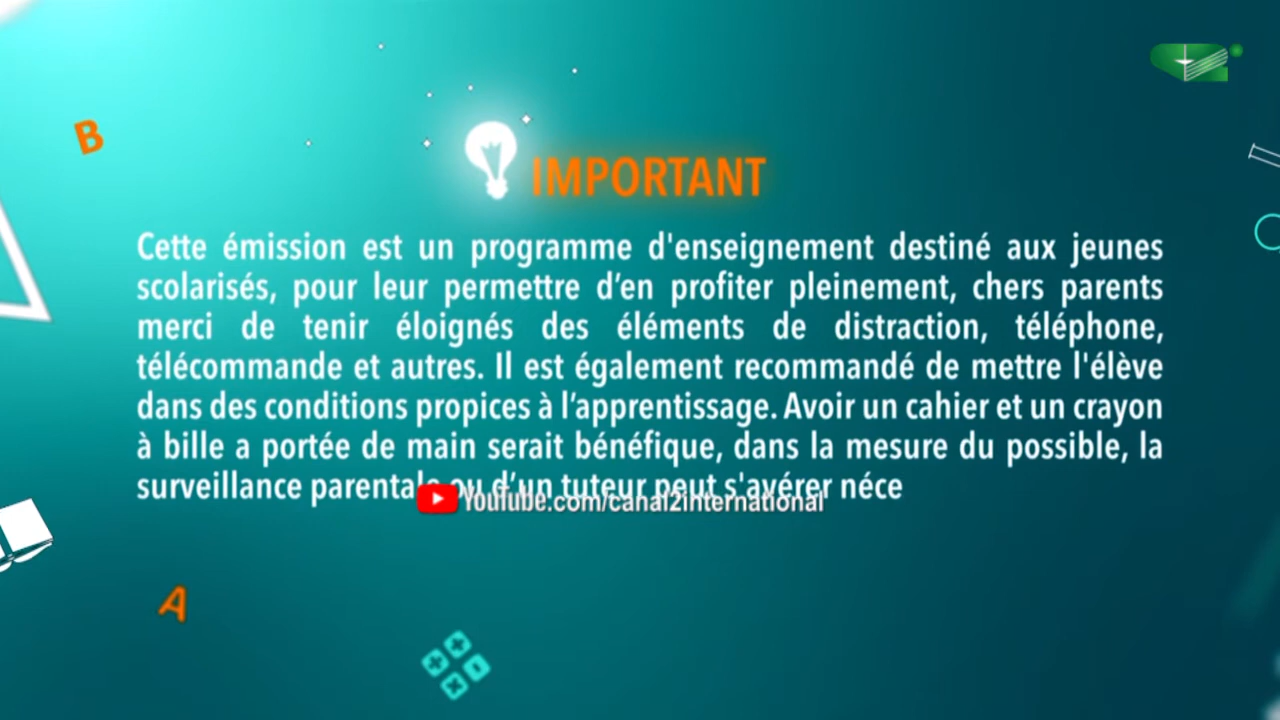 B
IMPORTANT
Cette émission est un programme d'enseignement destiné aux jeunes
scolarisés, pour leur permettre d’en profiter pleinement, chers parents
merci de tenir éloignés des éléments de distraction, téléphone,
télécommande et autres. Il est également recommandé de mettre l'élève
dans des conditions propices à l’apprentissage. Avoir un cahier et un crayon
à bille a portée de main serait bénéfique, dans la mesure du possible, la
surveillance parentale ou d’un tuteur peut s'avérer néce
YouTube.com/canal2international
A